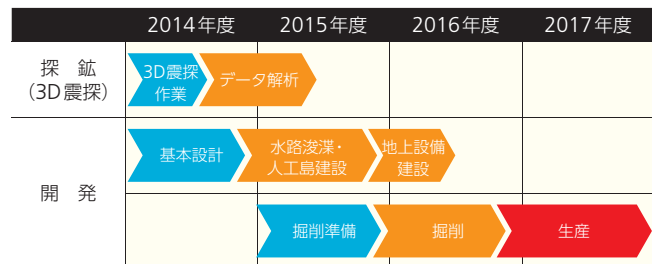 2014年度 2015年度 2016年度 2017年度
探 鉱
（3D震探）
3D震探
作業
データ解析
開 発
基本設計
水路浚渫・
人工島建設
地上設備
建設
掘削準備
掘削
生産